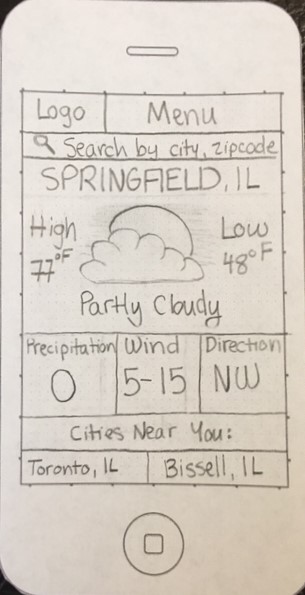 Logo Menu
Search by city, zipcode
SPRINGFIELD, IL
High Low
77°F 48°F
Partly Cloudy
Precipitation Wind Direction
0 5-15 NW
Cities Near You:
Toronto, IL Bissell, IL